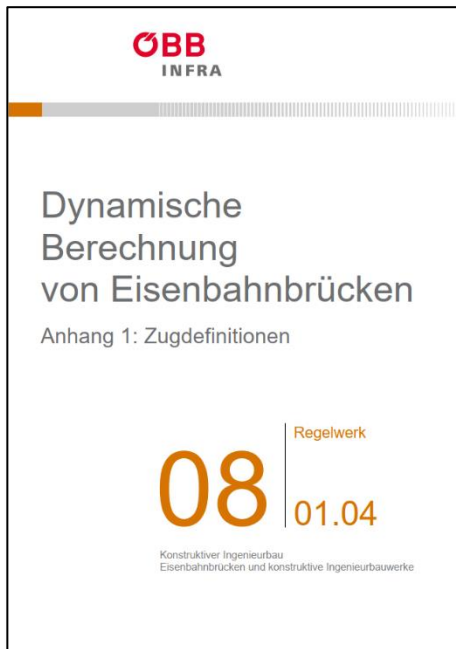 ÖBB
INFRA
Dynamische
Berechnung
von Eisenbahnbrücken
Anhang 1: Zugdefinitionen
08
Regelwerk
01.04
Konstruktiver Ingenieurbau
Eisenbahnbrücken und konstruktive Ingenieurbauwerke